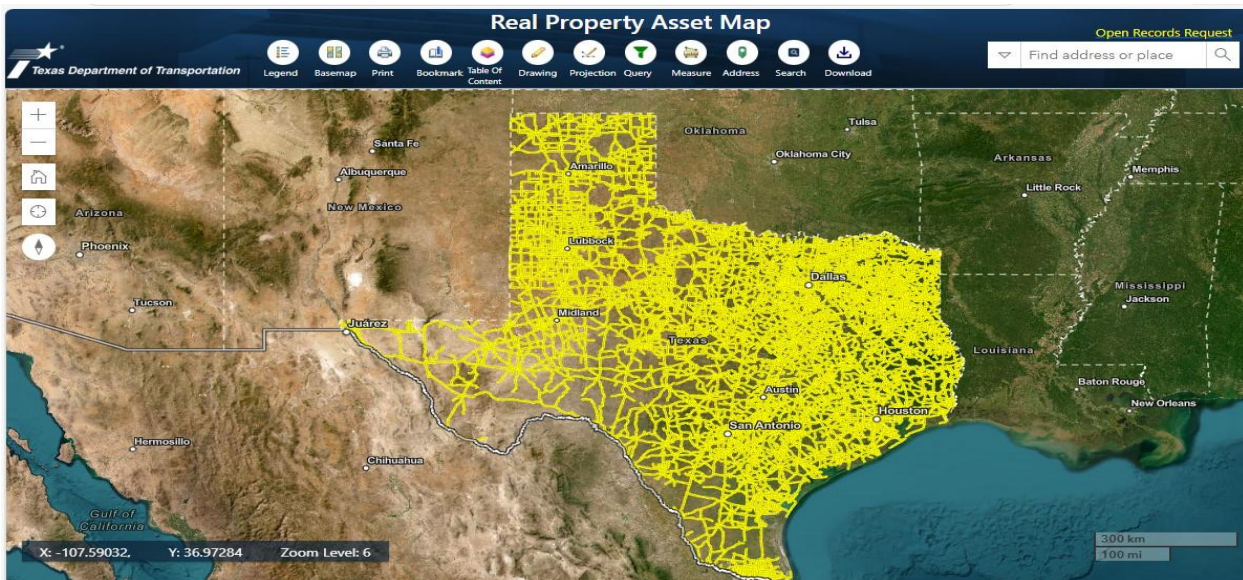 Real Property Asset Map
Open Records Request
Texas Department of Transportation
Legend
Basemap
Print
Bookmark
Table Of
Content
Drawing
Projection
Query
Measure
Address
Search
Download
Find address or place
Tulsa
Oklahoma
Santa Fe
Oklahoma City
Arkansas
Amarillo
Memphis
Albuquerque
Little Rock
New Mexico
Arizona
Phoenix
Lubbock
Dallas
Mississippi
Tucson
Jackson
Midland
Juárez
Texas
Louisiana
Austin
Baton Rouge
Houston
New Orleans
San Antonio
Hermosillo
Chihuahua
Gulf of
California
X: -107.59032, Y: 36.97284 Zoom Level: 6
300 km
100 mi